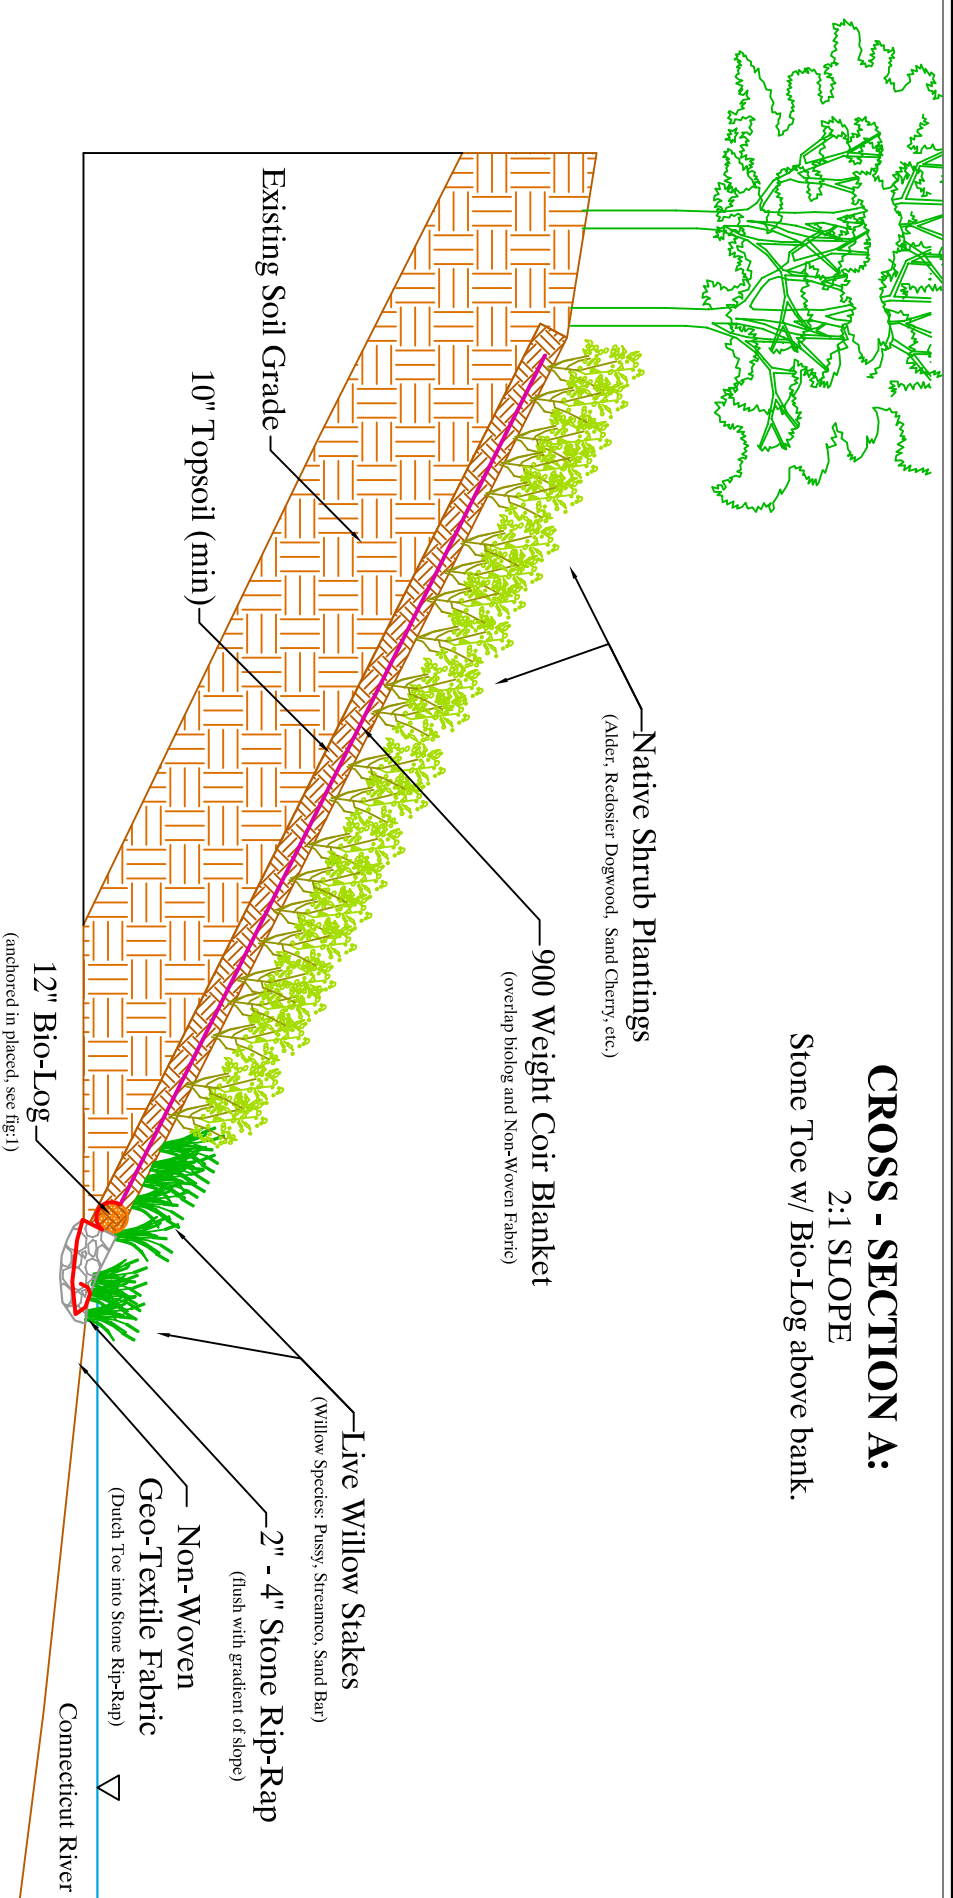 CROSS - SECTION A:
2:1 SLOPE
Stone Toe w/ Bio-Log above bank.
Native Shrub Plantings
(Alder, Redosier Dogwood, Sand Cherry, etc.)
900 Weight Coir Blanket
(overlap biolog and Non-Woven Fabric)
Existing Soil Grade
10" Topsoil (min)
Live Willow Stakes
(Willow Species: Pussy, Streamco, Sand Bar)
2" - 4" Stone Rip-Rap
(flush with gradient of slope)
Non-Woven
Geo-Textile Fabric
(Dutch Toe into Stone Rip-Rap)
12" Bio-Log
(anchored in placed, see fig:1)
Connecticut River